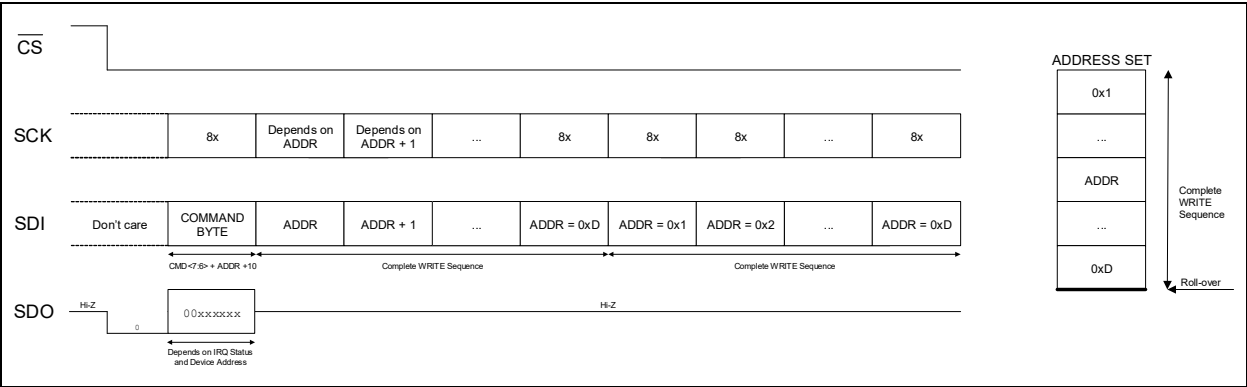 CS
SCK
8x
Depends on
ADDR
Depends on
ADDR + 1
...
8x
8x
8x
...
8x
SDI
Don't care
COMMAND
BYTE
ADDR
ADDR + 1
...
ADDR = 0xD
ADDR = 0x1
ADDR = 0x2
...
ADDR = 0xD
CMD<7:6> + ADDR +10
Complete WRITE Sequence
Complete WRITE Sequence
SDO
Hi-Z
0
00xxxxxx
Hi-Z
Depends on IRQ Status
and Device Address
ADDRESS SET
0x1
...
ADDR
...
0xD
Complete
WRITE
Sequence
Roll-over